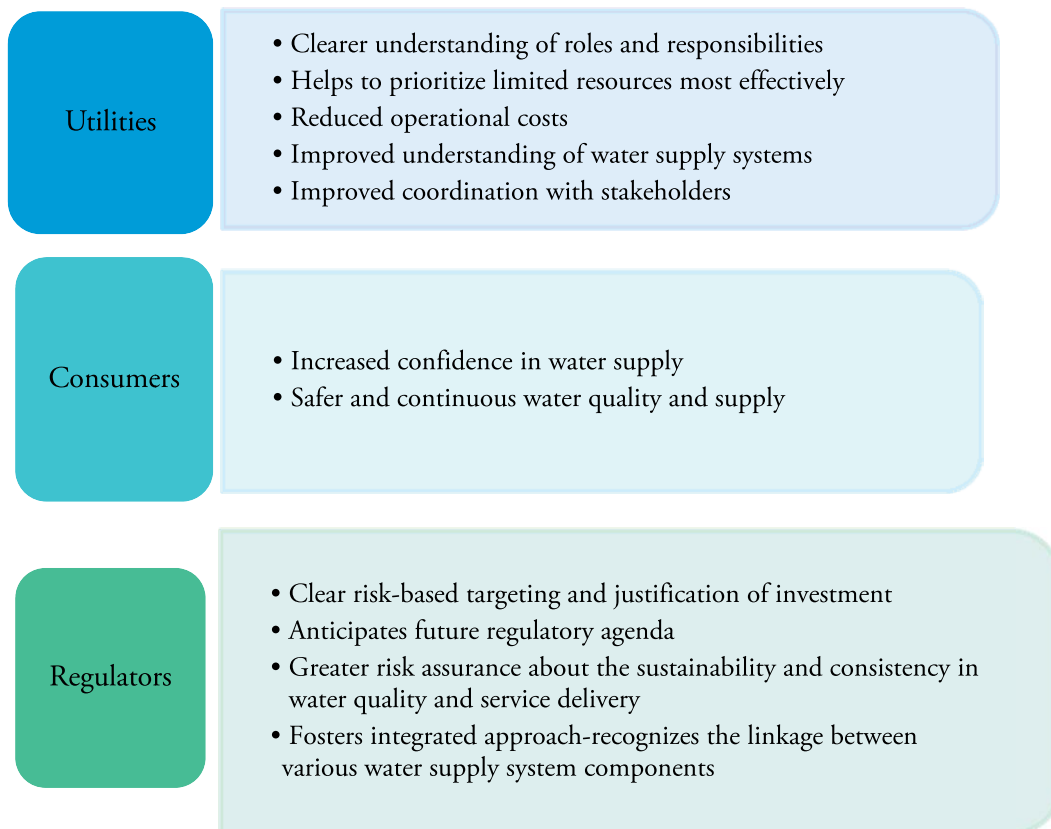 Utilities
• Clearer understanding of roles and responsibilities
• Helps to prioritize limited resources most effectively
• Reduced operational costs
• Improved understanding of water supply systems
• Improved coordination with stakeholders
Consumers
• Increased confidence in water supply
• Safer and continuous water quality and supply
Regulators
• Clear risk-based targeting and justification of investment
• Anticipates future regulatory agenda
• Greater risk assurance about the sustainability and consistency in
water quality and service delivery
• Fosters integrated approach-recognizes the linkage between
various water supply system components